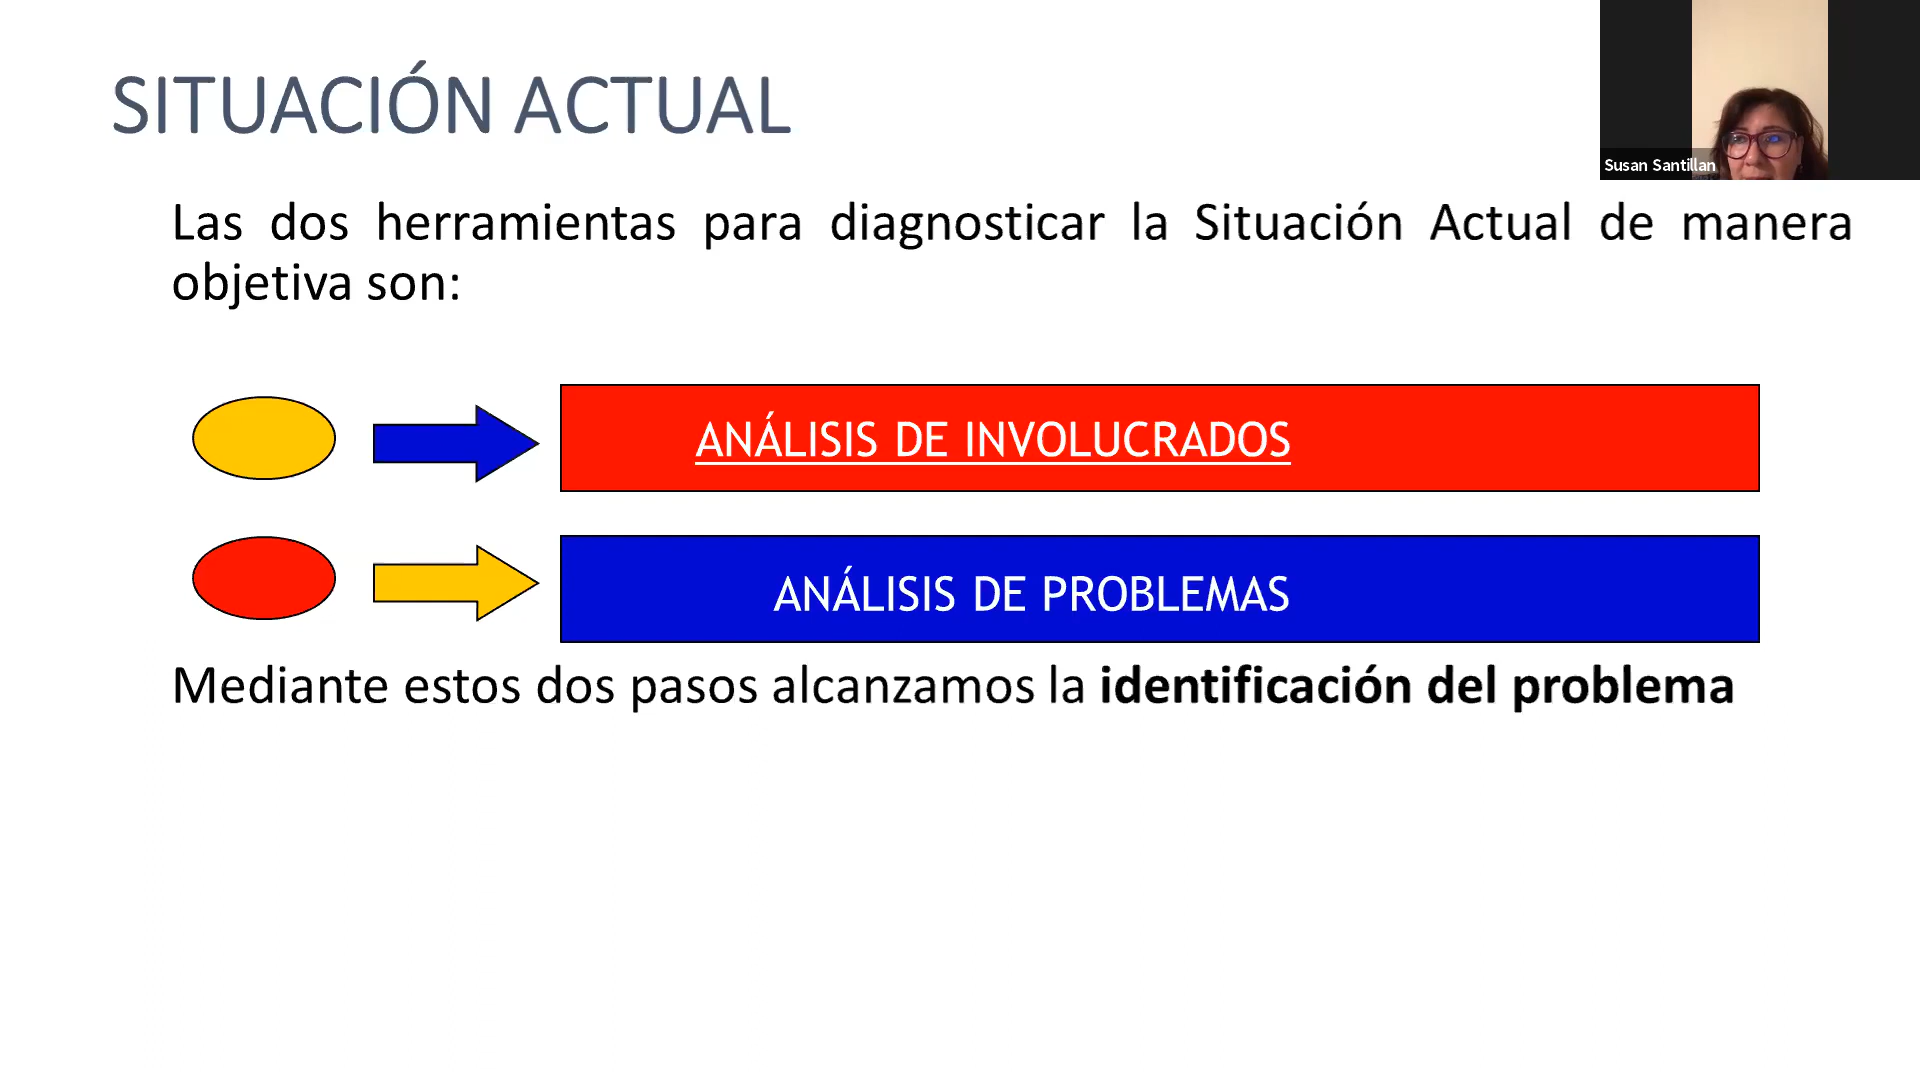 SITUACIÓN ACTUAL
Susan Santillan
Las dos herramientas para diagnosticar la Situación Actual de manera
objetiva son:
ANÁLISIS DE INVOLUCRADOS
ANÁLISIS DE PROBLEMAS
Mediante estos dos pasos alcanzamos la identificación del problema